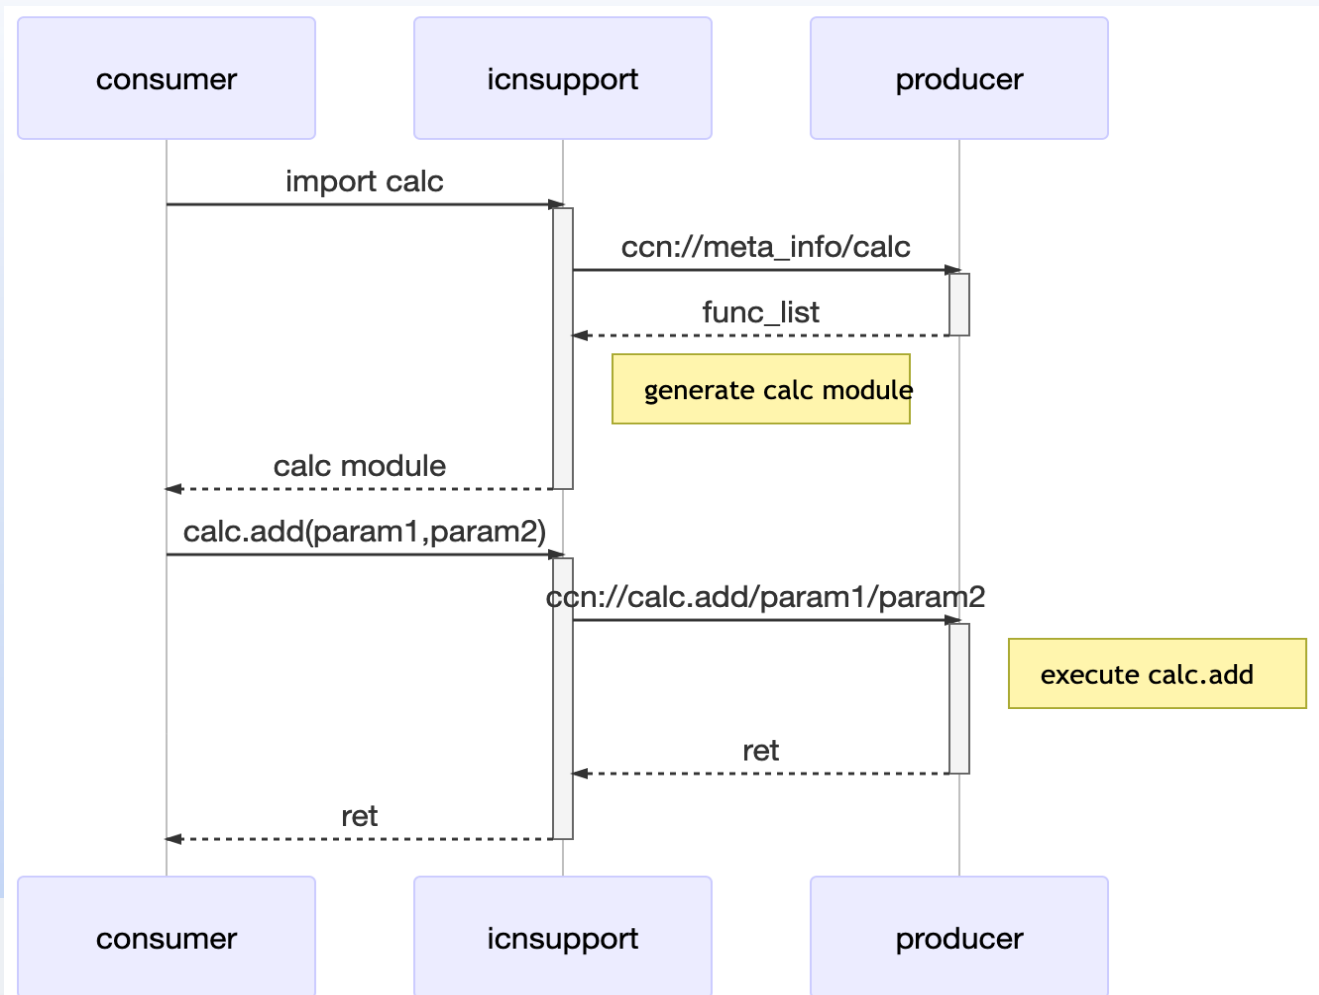 consumer
icnsupport
producer
import calc
ccn://meta_info/calc
func_list
generate calc module
calc module
calc.add(param1,param2)
ccn://calc.add/param1/param2
execute calc.add
ret
ret
consumer
icnsupport
producer